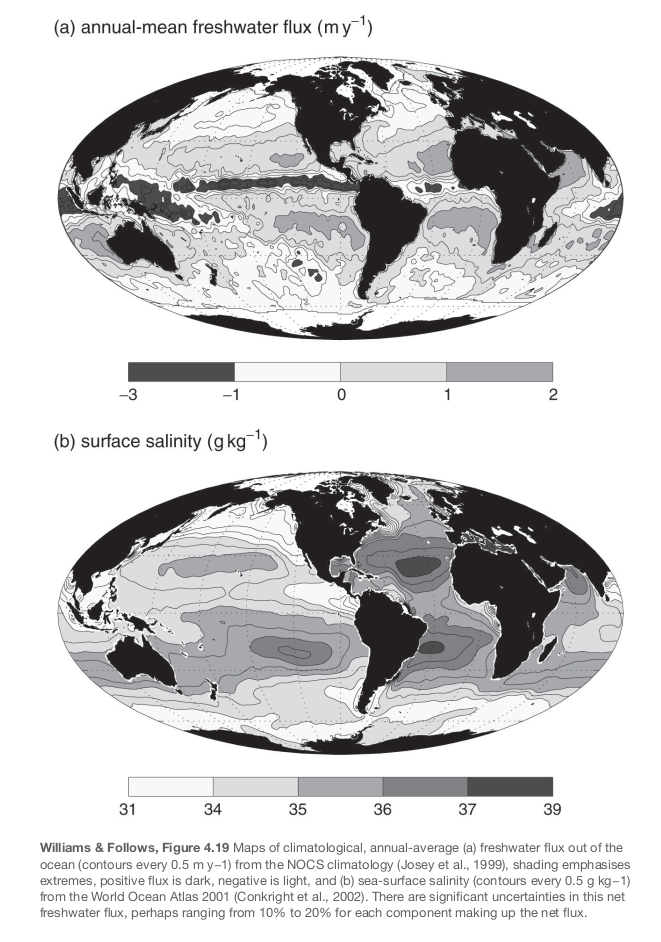 (a) annual-mean freshwater flux (m y−1)
−3 −1 0 1 2
(b) surface salinity (g kg−1)
31 34 35 36 37 39
Williams & Follows, Figure 4.19 Maps of climatological, annual-average (a) freshwater flux out of the
ocean (contours every 0.5 m y−1) from the NOCS climatology (Josey et al., 1999), shading emphasises
extremes, positive flux is dark, negative is light, and (b) sea-surface salinity (contours every 0.5 g kg−1)
from the World Ocean Atlas 2001 (Conkright et al., 2002). There are significant uncertainties in this net
freshwater flux, perhaps ranging from 10% to 20% for each component making up the net flux.